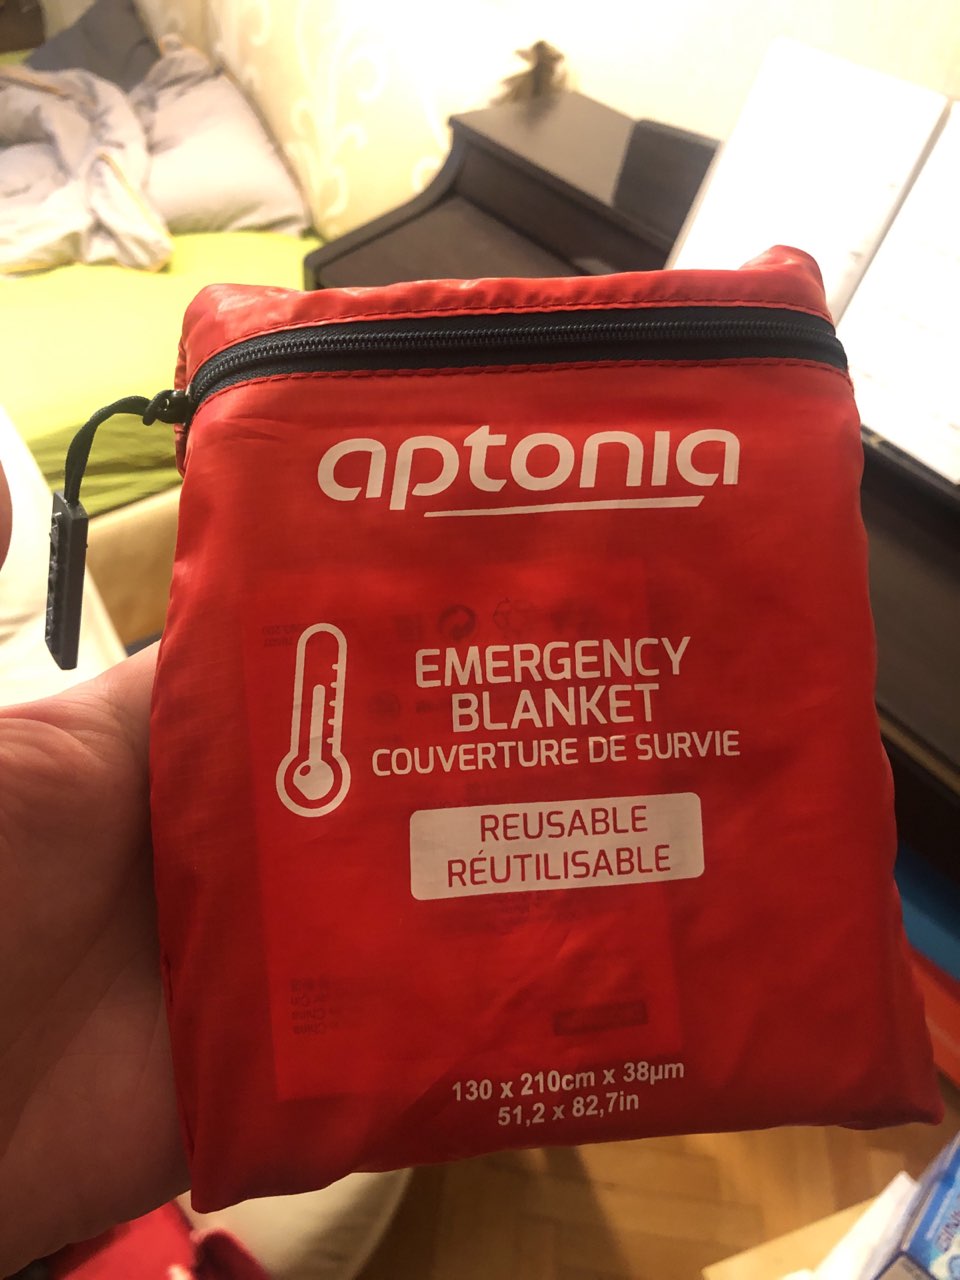 aptonia
EMERGENCY
BLANKET
COUVERTURE DE SURVIE
REUSABLE
RÉUTILISABLE
130 x 210cm x 38µm
51,2 x 82,7in